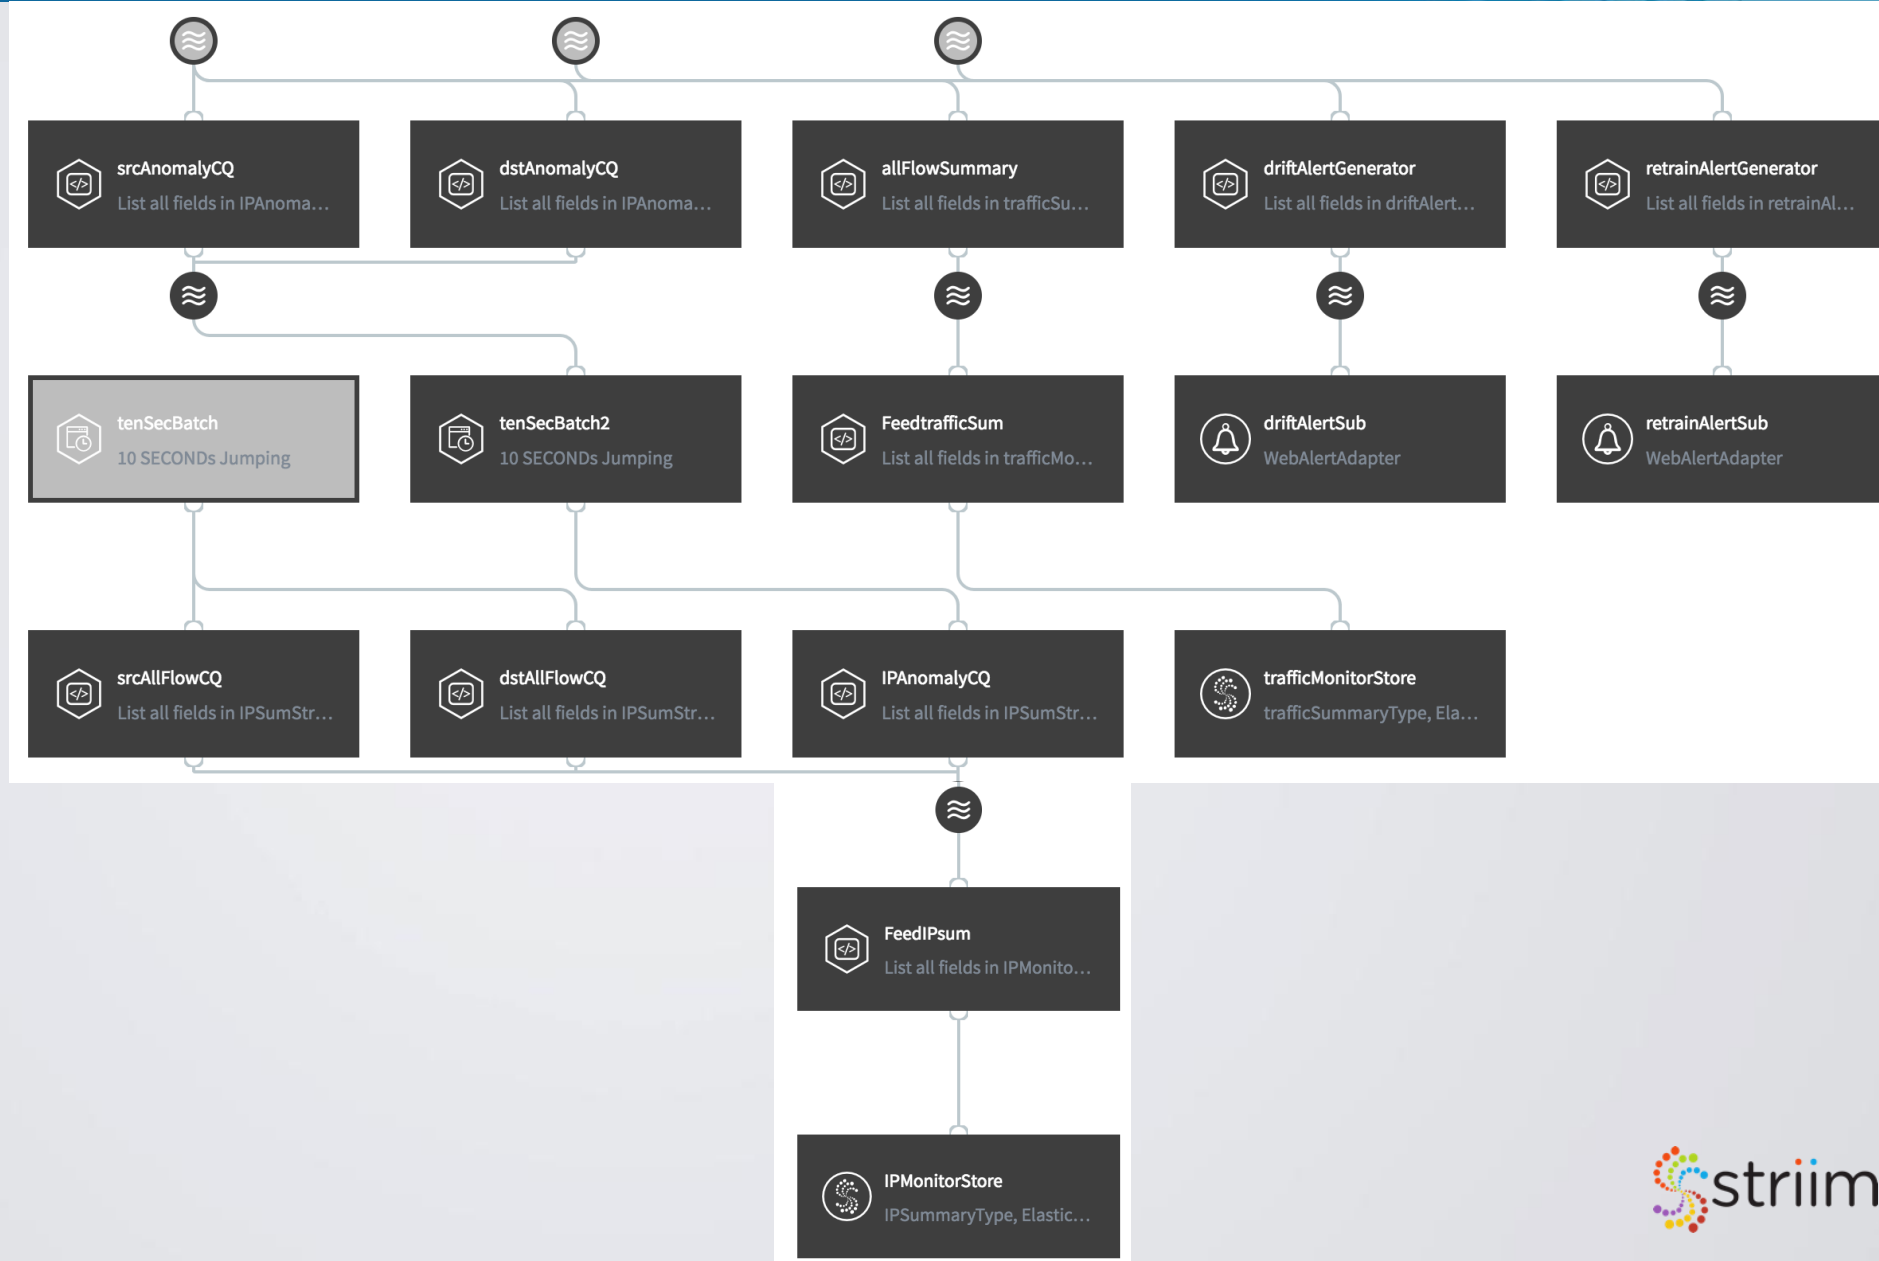 srcAnomalyCQ
List all fields in IPAnoma...
dstAnomalyCQ
List all fields in IPAnoma...
allFlowSummary
List all fields in trafficSu...
driftAlertGenerator
List all fields in driftAlert...
retrainAlertGenerator
List all fields in retrainAl...
tenSecBatch
10 SECONDs Jumping
tenSecBatch2
10 SECONDs Jumping
FeedtrafficSum
List all fields in trafficMo...
driftAlertSub
WebAlertAdapter
retrainAlertSub
WebAlertAdapter
srcAllFlowCQ
List all fields in IPSumStr...
dstAllFlowCQ
List all fields in IPSumStr...
IPAnomalyCQ
List all fields in IPSumStr...
trafficMonitorStore
trafficSummaryType, Ela...
FeedIPsum
List all fields in IPMonito...
IPMonitorStore
IPSummaryType, Elastic...
striim